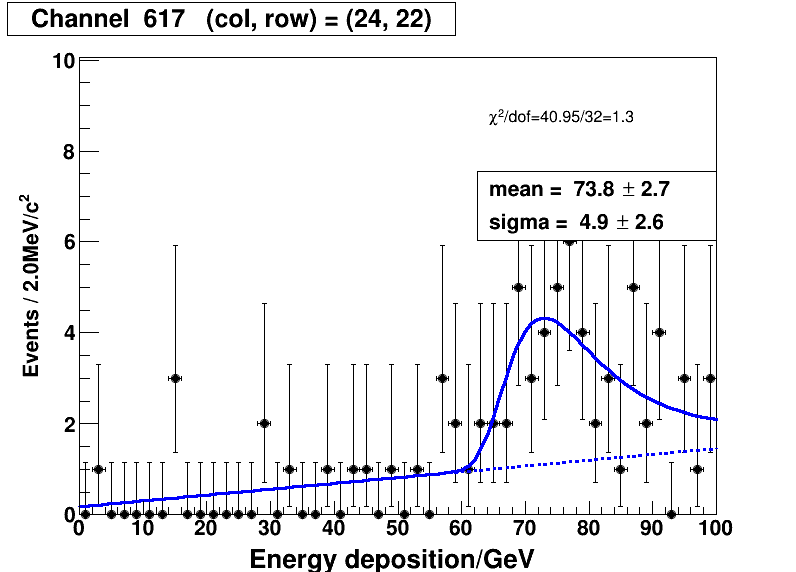 Channel 617 (col, row) = (24, 22)
10
8
6
4
2
0
Events / 2.0MeV/c²
χ²/dof=40.95/32=1.3
mean = 73.8 ± 2.7
sigma = 4.9 ± 2.6
0 10 20 30 40 50 60 70 80 90 100
Energy deposition/GeV